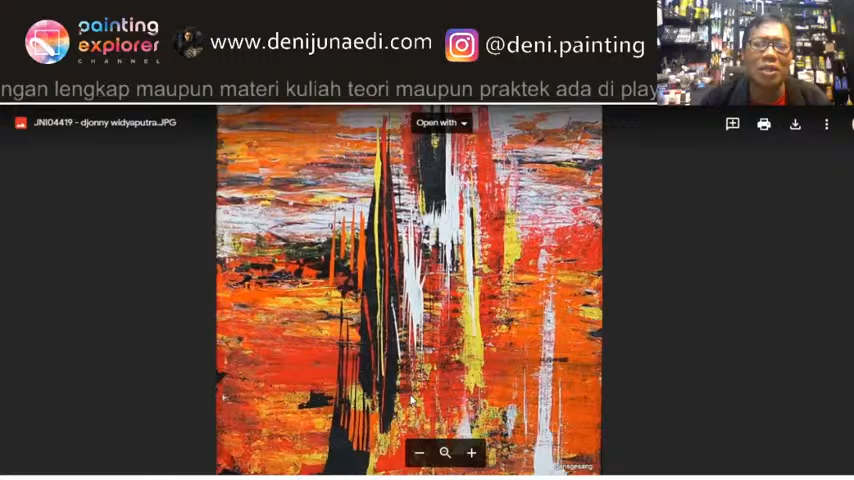 painting
explorer
CHANNEL
www.denijunaedi.com
@deni.painting
ngan lengkap maupun materi kuliah teori maupun praktek ada di play
JNI04419 - djonny widyaputra.JPG
Open with